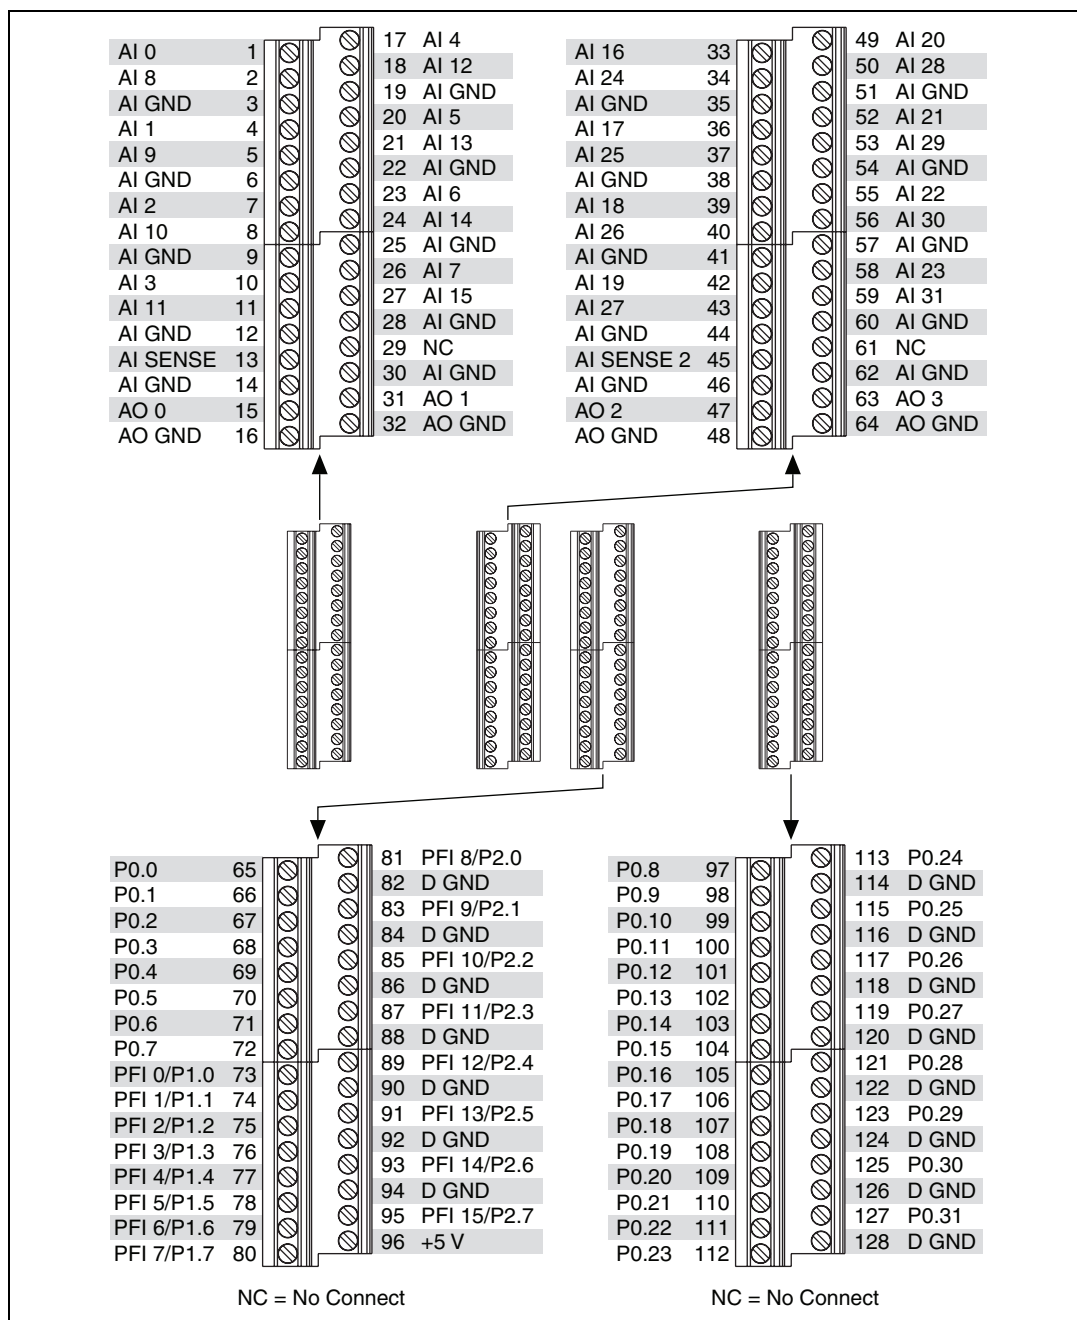 AI 0 1
AI 8 2
AI GND 3
AI 1 4
AI 9 5
AI GND 6
AI 2 7
AI 10 8
AI GND 9
AI 3 10
AI 11 11
AI GND 12
AI SENSE 13
AI GND 14
AO 0 15
AO GND 16
17 AI 4
18 AI 12
19 AI GND
20 AI 5
21 AI 13
22 AI GND
23 AI 6
24 AI 14
25 AI GND
26 AI 7
27 AI 15
28 AI GND
29 NC
30 AI GND
31 AO 1
32 AO GND
AI 16 33
AI 24 34
AI GND 35
AI 17 36
AI 25 37
AI GND 38
AI 18 39
AI 26 40
AI GND 41
AI 19 42
AI 27 43
AI GND 44
AI SENSE 2 45
AI GND 46
AO 2 47
AO GND 48
49 AI 20
50 AI 28
51 AI GND
52 AI 21
53 AI 29
54 AI GND
55 AI 22
56 AI 30
57 AI GND
58 AI 23
59 AI 31
60 AI GND
61 NC
62 AI GND
63 AO 3
64 AO GND
P0.0 65
P0.1 66
P0.2 67
P0.3 68
P0.4 69
P0.5 70
P0.6 71
P0.7 72
PFI 0/P1.0 73
PFI 1/P1.1 74
PFI 2/P1.2 75
PFI 3/P1.3 76
PFI 4/P1.4 77
PFI 5/P1.5 78
PFI 6/P1.6 79
PFI 7/P1.7 80
81 PFI 8/P2.0
82 D GND
83 PFI 9/P2.1
84 D GND
85 PFI 10/P2.2
86 D GND
87 PFI 11/P2.3
88 D GND
89 PFI 12/P2.4
90 D GND
91 PFI 13/P2.5
92 D GND
93 PFI 14/P2.6
94 D GND
95 PFI 15/P2.7
96 +5 V
P0.8 97
P0.9 98
P0.10 99
P0.11 100
P0.12 101
P0.13 102
P0.14 103
P0.15 104
P0.16 105
P0.17 106
P0.18 107
P0.19 108
P0.20 109
P0.21 110
P0.22 111
P0.23 112
113 P0.24
114 D GND
115 P0.25
116 D GND
117 P0.26
118 D GND
119 P0.27
120 D GND
121 P0.28
122 D GND
123 P0.29
124 D GND
125 P0.30
126 D GND
127 P0.31
128 D GND
NC = No Connect
NC = No Connect